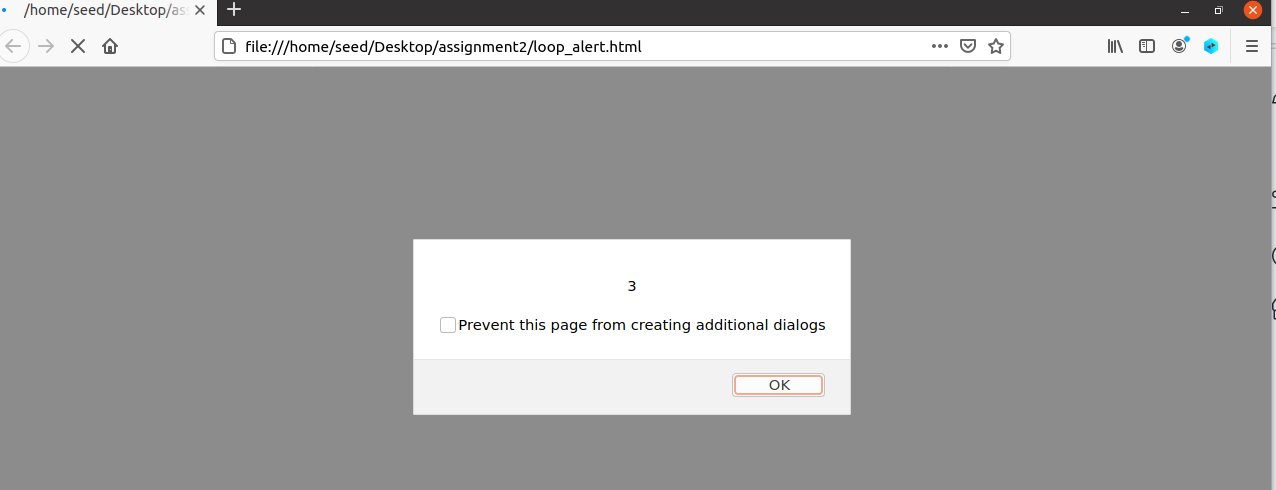 /home/seed/Desktop/as
file:///home/seed/Desktop/assignment2/loop_alert.html
3
Prevent this page from creating additional dialogs
OK